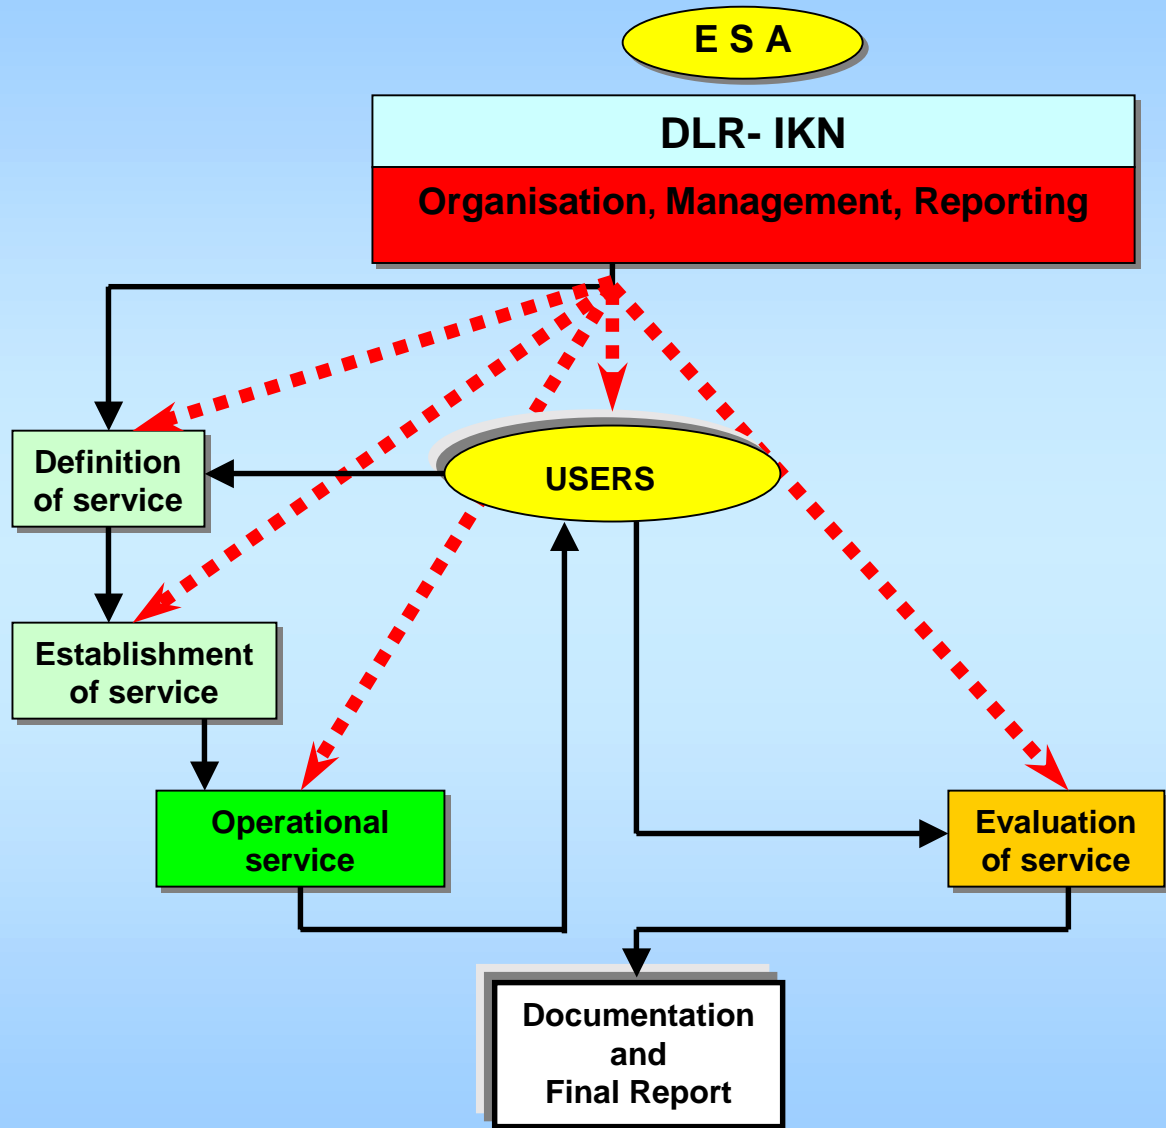 E S A
DLR- IKN
Organisation, Management, Reporting
Definition
of service
USERS
Establishment
of service
Operational
service
Evaluation
of service
Documentation
and
Final Report